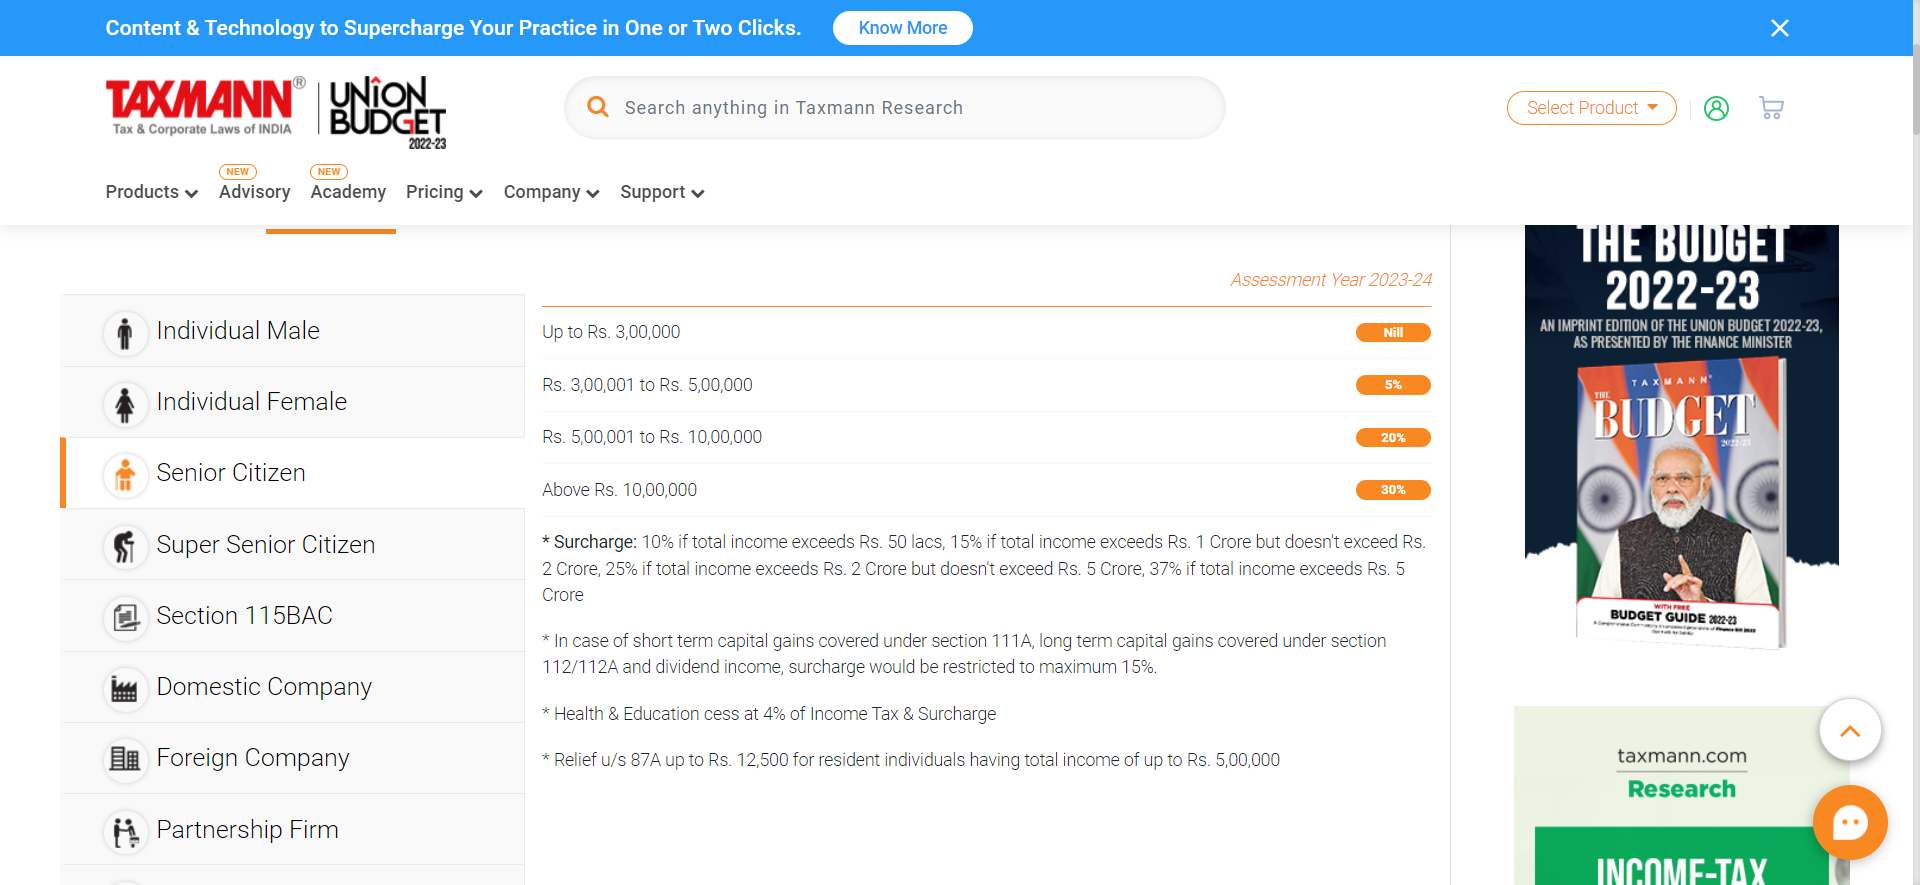 Content & Technology to Supercharge Your Practice in One or Two Clicks.
Know More
TAXMANN®
Tax & Corporate Laws of INDIA
UNION
BUDGET
2022-23
Search anything in Taxmann Research
Select Product
Products
NEW
Advisory
NEW
Academy
Pricing
Company
Support
Assessment Year 2023-24
Individual Male
Individual Female
Senior Citizen
Super Senior Citizen
Section 115BAC
Domestic Company
Foreign Company
Partnership Firm
Up to Rs. 3,00,000
Nill
Rs. 3,00,001 to Rs. 5,00,000
5%
Rs. 5,00,001 to Rs. 10,00,000
20%
Above Rs. 10,00,000
30%
* Surcharge: 10% if total income exceeds Rs. 50 lacs, 15% if total income exceeds Rs. 1 Crore but doesn't exceed Rs.
2 Crore, 25% if total income exceeds Rs. 2 Crore but doesn't exceed Rs. 5 Crore, 37% if total income exceeds Rs. 5
Crore
* In case of short term capital gains covered under section 111A, long term capital gains covered under section
112/112A and dividend income, surcharge would be restricted to maximum 15%.
* Health & Education cess at 4% of Income Tax & Surcharge
* Relief u/s 87A up to Rs. 12,500 for resident individuals having total income of up to Rs. 5,00,000
THE BUDGET
2022-23
AN IMPRINT EDITION OF THE UNION BUDGET 2022-23,
AS PRESENTED BY THE FINANCE MINISTER
TAXMANN®
THE
BUDGET
2022-23
WITH FREE
BUDGET GUIDE 2022-23
taxmann.com
Research
INCOME-TAX